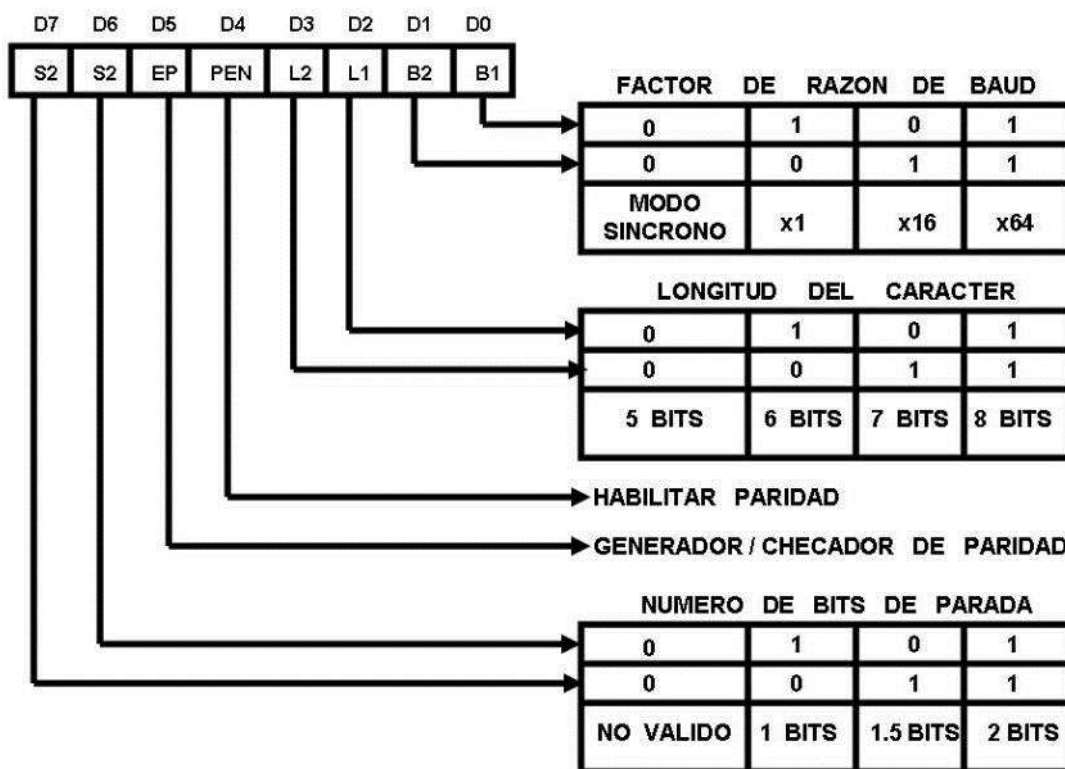 D7 D6 D5 D4 D3 D2 D1 D0
S2 S2 EP PEN L2 L1 B2 B1
FACTOR DE RAZON DE BAUD
0 1 0 1
0 0 1 1
MODO SINCRONO x1 x16 x64
LONGITUD DEL CARACTER
0 1 0 1
0 0 1 1
5 BITS 6 BITS 7 BITS 8 BITS
HABILITAR PARIDAD
GENERADOR / CHECADOR DE PARIDAD
NUMERO DE BITS DE PARADA
0 1 0 1
0 0 1 1
NO VALIDO 1 BITS 1.5 BITS 2 BITS